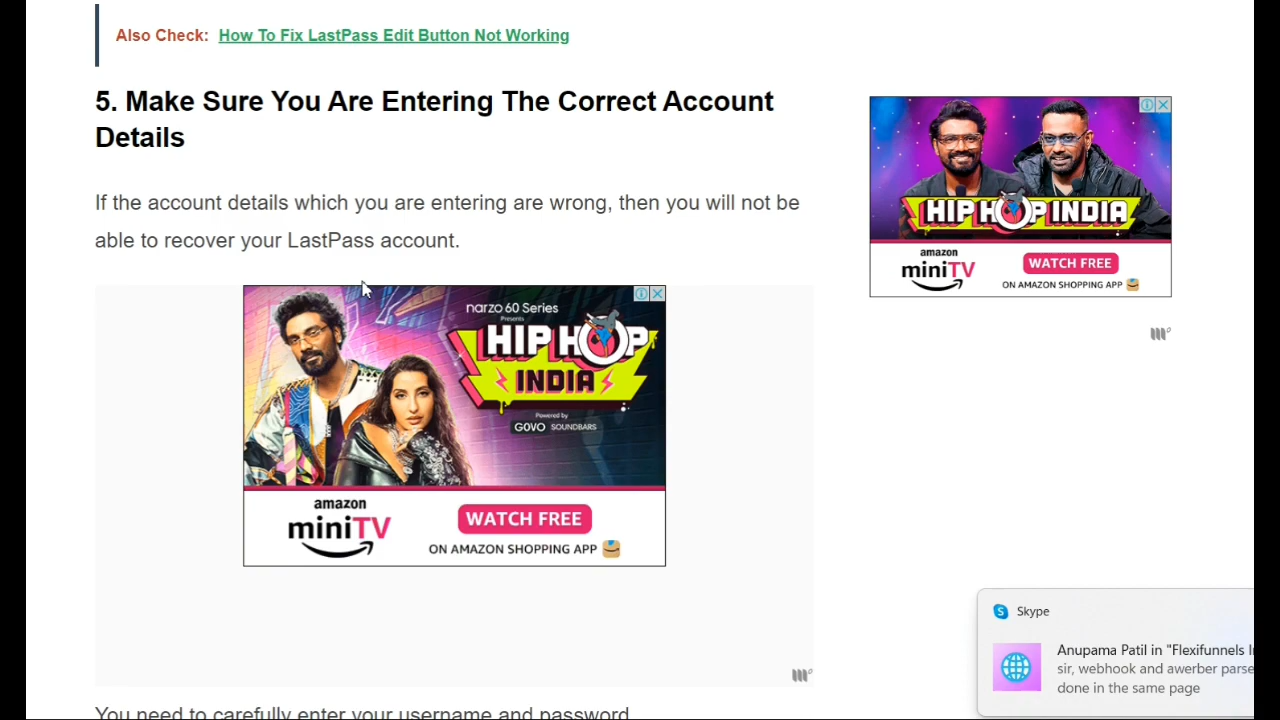 Also Check: How To Fix LastPass Edit Button Not Working
5. Make Sure You Are Entering The Correct Account
Details
If the account details which you are entering are wrong, then you will not be
able to recover your LastPass account.
HIP HOP INDIA
amazon
miniTV
WATCH FREE
ON AMAZON SHOPPING APP
narzo 60 Series
Presents
HIP HOP
INDIA
Powered by
GOVO SOUNDBARS
amazon
miniTV
WATCH FREE
ON AMAZON SHOPPING APP
Skype
Anupama Patil in "Flexifunnels I
sir, webhook and awerber parse
done in the same page
You need to carefully enter your username and password